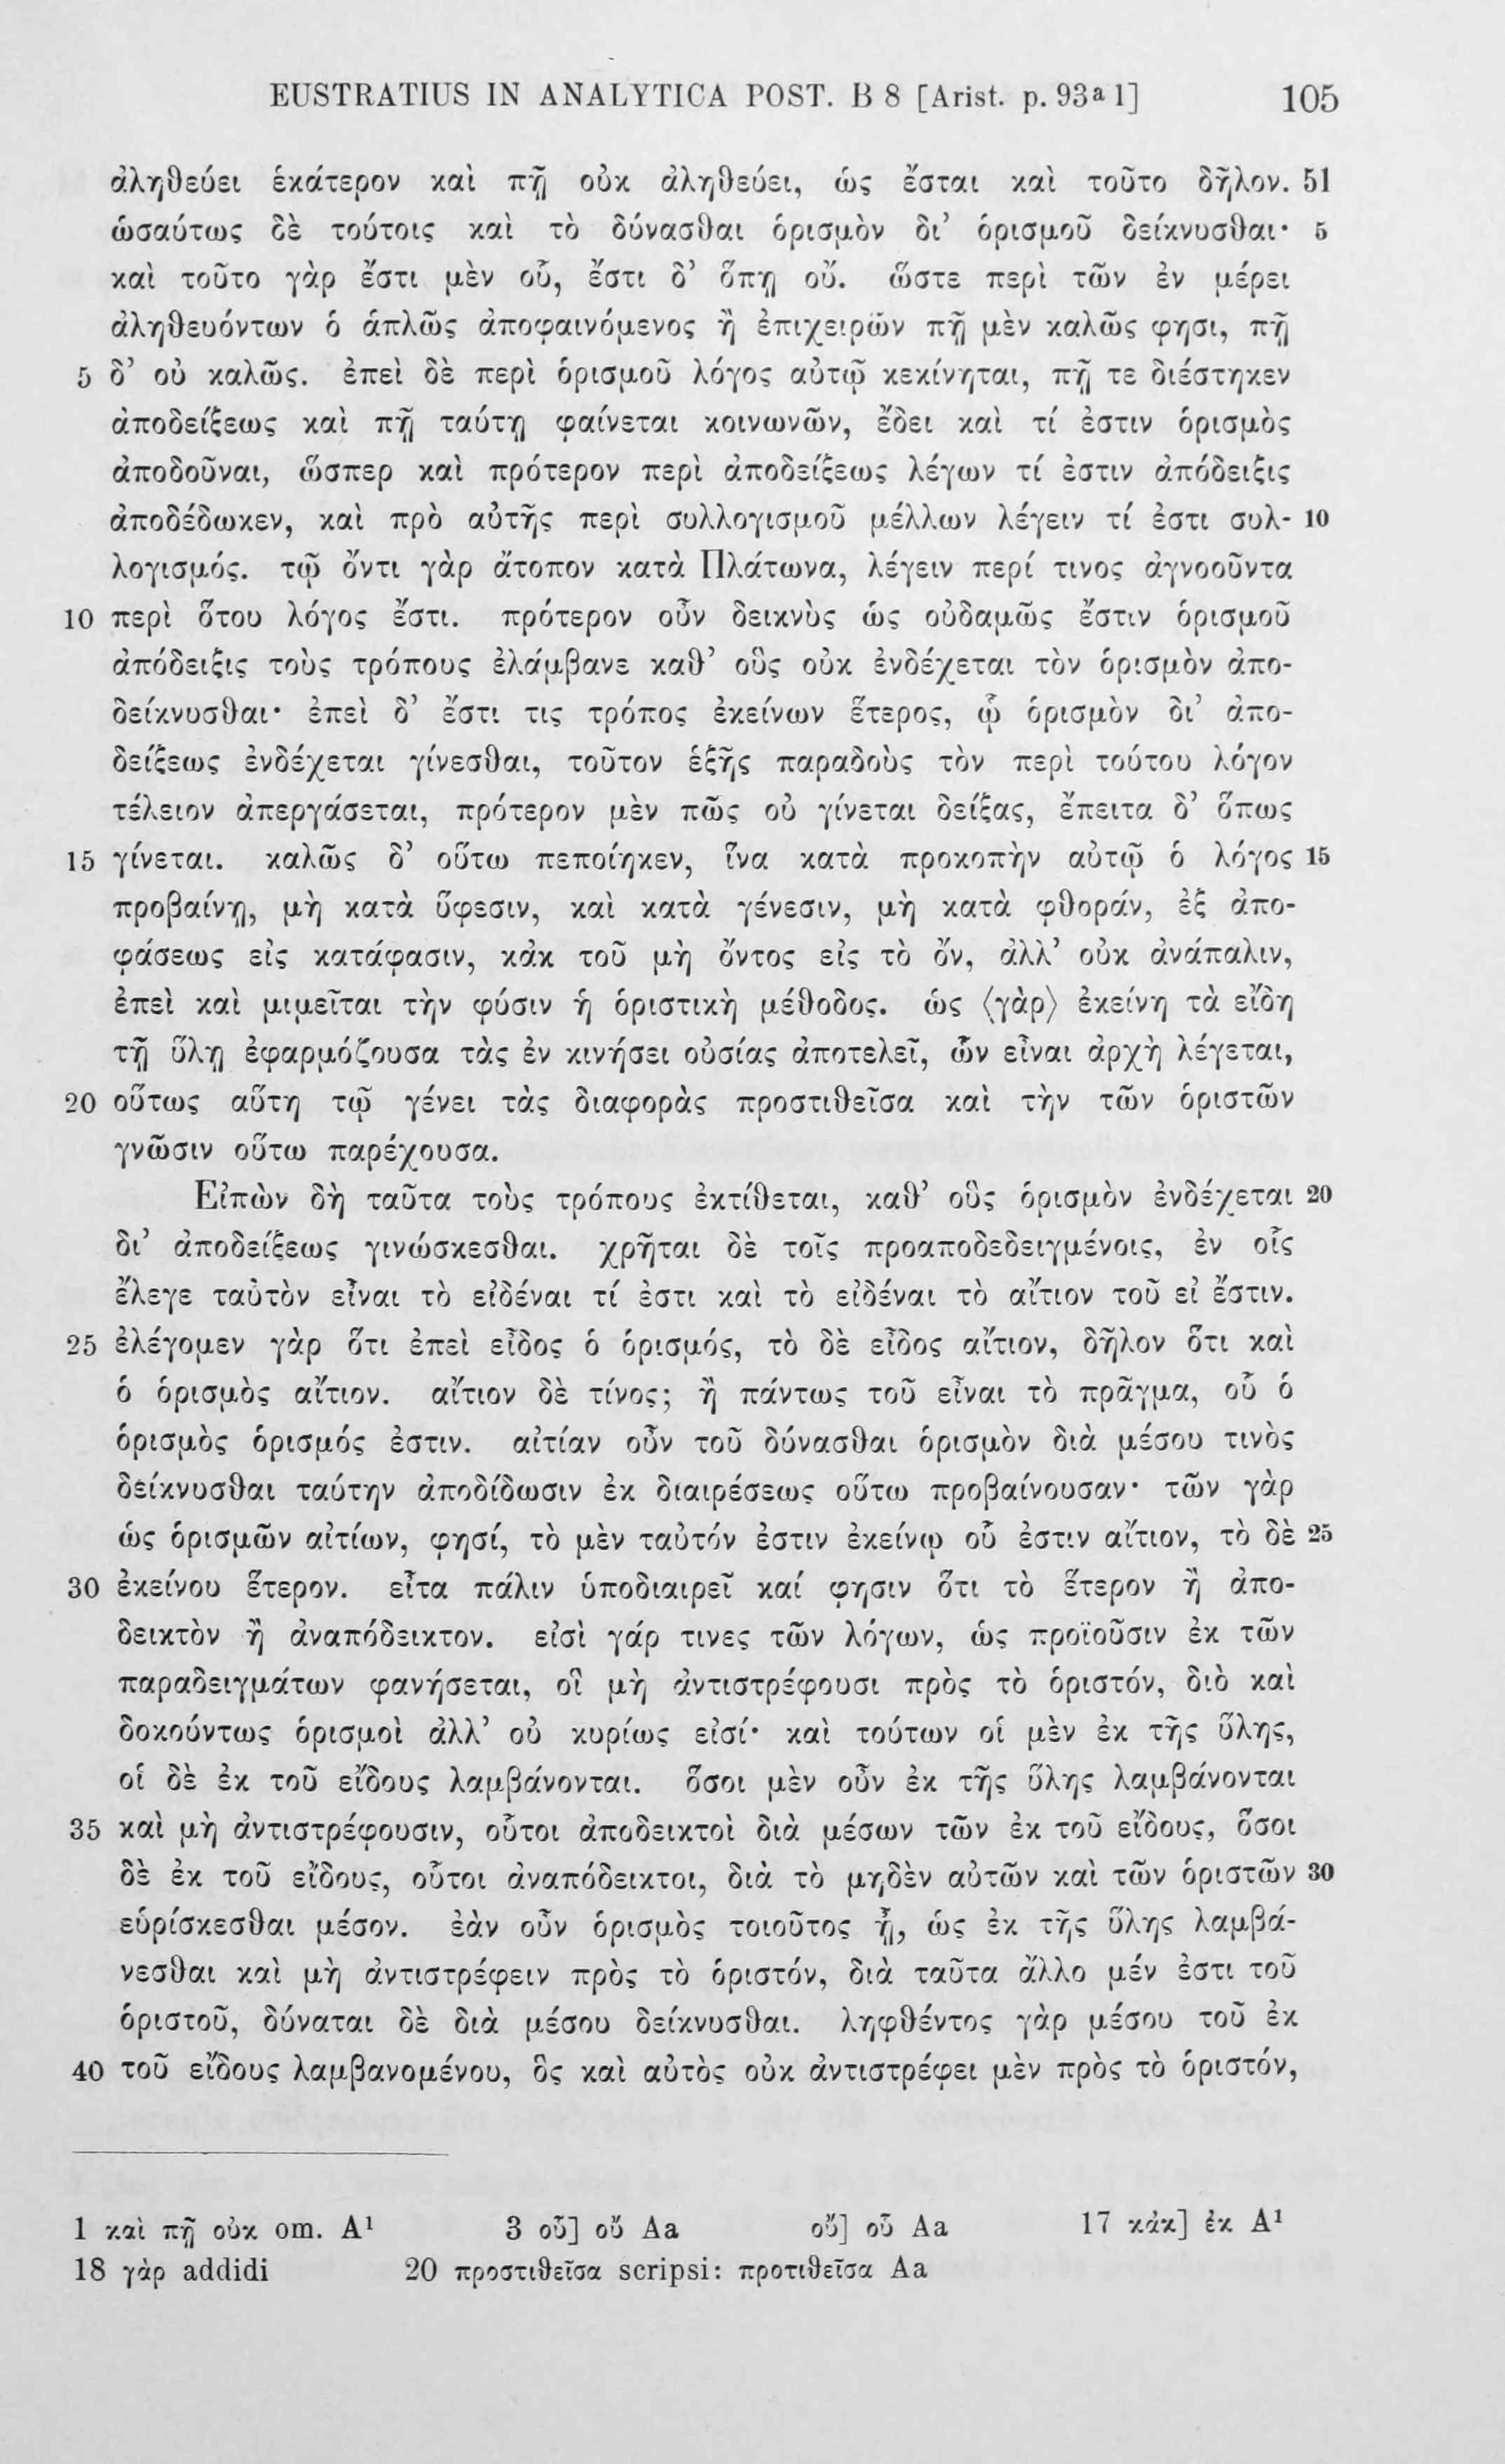 EUSTRATIUS IN ANALYTICA POST. B 8 [Arist. p. 93a 1] 105
ἀληθεύει ἑκάτερον καὶ πῇ οὐκ ἀληθεύει, ὡς ἔσται καὶ τοῦτο δῆλον. 51
ὡσαύτως δὲ τούτοις καὶ τὸ δύνασθαι ὁρισμὸν δι’ ὁρισμοῦ δείκνυσθαι· 5
καὶ τοῦτο γὰρ ἔστι μὲν οὗ, ἔστι δ’ ὅπῃ οὔ. ὥστε περὶ τῶν ἐν μέρει
ἀληθευόντων ὁ ἁπλῶς ἀποφαινόμενος ἢ ἐπιχειρῶν πῇ μὲν καλῶς φησι, πῇ
5 δ’ οὐ καλῶς. ἐπεὶ δὲ περὶ ὁρισμοῦ λόγος αὐτῷ κεκίνηται, πῇ τε διέστηκεν
ἀποδείξεως καὶ πῇ ταύτῃ φαίνεται κοινωνῶν, ἔδει καὶ τί ἐστιν ὁρισμὸς
ἀποδοῦναι, ὥσπερ καὶ πρότερον περὶ ἀποδείξεως λέγων τί ἐστιν ἀπόδειξις
ἀποδέδωκεν, καὶ πρὸ αὐτῆς περὶ συλλογισμοῦ μέλλων λέγειν τί ἐστι συλ- 10
λογισμός. τῷ ὄντι γὰρ ἄτοπον κατὰ Πλάτωνα, λέγειν περί τινος ἀγνοοῦντα
10 περὶ ὅτου λόγος ἔστι. πρότερον οὖν δεικνὺς ὡς οὐδαμῶς ἔστιν ὁρισμοῦ
ἀπόδειξις τοὺς τρόπους ἐλάμβανε καθ’ οὓς οὐκ ἐνδέχεται τὸν ὁρισμὸν ἀπο-
δείκνυσθαι· ἐπεὶ δ’ ἔστι τις τρόπος ἐκείνων ἕτερος, ᾧ ὁρισμὸν δι’ ἀπο-
δείξεως ἐνδέχεται γίνεσθαι, τοῦτον ἑξῆς παραδοὺς τὸν περὶ τούτου λόγον
τέλειον ἀπεργάσεται, πρότερον μὲν πῶς οὐ γίνεται δείξας, ἔπειτα δ’ ὅπως
15 γίνεται. καλῶς δ’ οὕτω πεποίηκεν, ἵνα κατὰ προκοπὴν αὐτῷ ὁ λόγος 15
προβαίνῃ, μὴ κατὰ ὕφεσιν, καὶ κατὰ γένεσιν, μὴ κατὰ φθοράν, ἐξ ἀπο-
φάσεως εἰς κατάφασιν, κἀκ τοῦ μὴ ὄντος εἰς τὸ ὄν, ἀλλ’ οὐκ ἀνάπαλιν,
ἐπεὶ καὶ μιμεῖται τὴν φύσιν ἡ ὁριστικὴ μέθοδος. ὡς ⟨γὰρ⟩ ἐκείνη τὰ εἴδη
τῇ ὕλῃ ἐφαρμόζουσα τὰς ἐν κινήσει οὐσίας ἀποτελεῖ, ὧν εἶναι ἀρχὴ λέγεται,
20 οὕτως αὕτη τῷ γένει τὰς διαφορὰς προστιθεῖσα καὶ τὴν τῶν ὁριστῶν
γνῶσιν οὕτω παρέχουσα.
Εἰπὼν δὴ ταῦτα τοὺς τρόπους ἐκτίθεται, καθ’ οὓς ὁρισμὸν ἐνδέχεται 20
δι’ ἀποδείξεως γινώσκεσθαι. χρῆται δὲ τοῖς προαποδεδειγμένοις, ἐν οἷς
ἔλεγε ταὐτὸν εἶναι τὸ εἰδέναι τί ἐστι καὶ τὸ εἰδέναι τὸ αἴτιον τοῦ εἰ ἔστιν.
25 ἐλέγομεν γὰρ ὅτι ἐπεὶ εἶδος ὁ ὁρισμός, τὸ δὲ εἶδος αἴτιον, δῆλον ὅτι καὶ
ὁ ὁρισμὸς αἴτιον. αἴτιον δὲ τίνος; ἢ πάντως τοῦ εἶναι τὸ πρᾶγμα, οὗ ὁ
ὁρισμὸς ὁρισμός ἐστιν. αἰτίαν οὖν τοῦ δύνασθαι ὁρισμὸν διὰ μέσου τινὸς
δείκνυσθαι ταύτην ἀποδίδωσιν ἐκ διαιρέσεως οὕτω προβαίνουσαν· τῶν γὰρ
ὡς ὁρισμῶν αἰτίων, φησί, τὸ μὲν ταὐτόν ἐστιν ἐκείνῳ οὗ ἐστιν αἴτιον, τὸ δὲ 25
30 ἐκείνου ἕτερον. εἶτα πάλιν ὑποδιαιρεῖ καί φησιν ὅτι τὸ ἕτερον ἢ ἀπο-
δεικτὸν ἢ ἀναπόδεικτον. εἰσὶ γάρ τινες τῶν λόγων, ὡς προϊοῦσιν ἐκ τῶν
παραδειγμάτων φανήσεται, οἳ μὴ ἀντιστρέφουσι πρὸς τὸ ὁριστόν, διὸ καὶ
δοκούντως ὁρισμοὶ ἀλλ’ οὐ κυρίως εἰσί· καὶ τούτων οἱ μὲν ἐκ τῆς ὕλης,
οἱ δὲ ἐκ τοῦ εἴδους λαμβάνονται. ὅσοι μὲν οὖν ἐκ τῆς ὕλης λαμβάνονται
35 καὶ μὴ ἀντιστρέφουσιν, οὗτοι ἀποδεικτοὶ διὰ μέσων τῶν ἐκ τοῦ εἴδους, ὅσοι
δὲ ἐκ τοῦ εἴδους, οὗτοι ἀναπόδεικτοι, διὰ τὸ μηδὲν αὐτῶν καὶ τῶν ὁριστῶν 30
εὑρίσκεσθαι μέσον. ἐὰν οὖν ὁρισμὸς τοιοῦτος ᾖ, ὡς ἐκ τῆς ὕλης λαμβά-
νεσθαι καὶ μὴ ἀντιστρέφειν πρὸς τὸ ὁριστόν, διὰ ταῦτα ἄλλο μέν ἐστι τοῦ
ὁριστοῦ, δύναται δὲ διὰ μέσου δείκνυσθαι. ληφθέντος γὰρ μέσου τοῦ ἐκ
40 τοῦ εἴδους λαμβανομένου, ὃς καὶ αὐτὸς οὐκ ἀντιστρέφει μὲν πρὸς τὸ ὁριστόν,
1 καὶ πῇ οὐκ om. A¹ 3 οὗ] οὔ Aa οὔ] οὗ Aa 17 κἀκ] ἐκ A¹
18 γὰρ addidi 20 προστιθεῖσα scripsi: προτιθεῖσα Aa